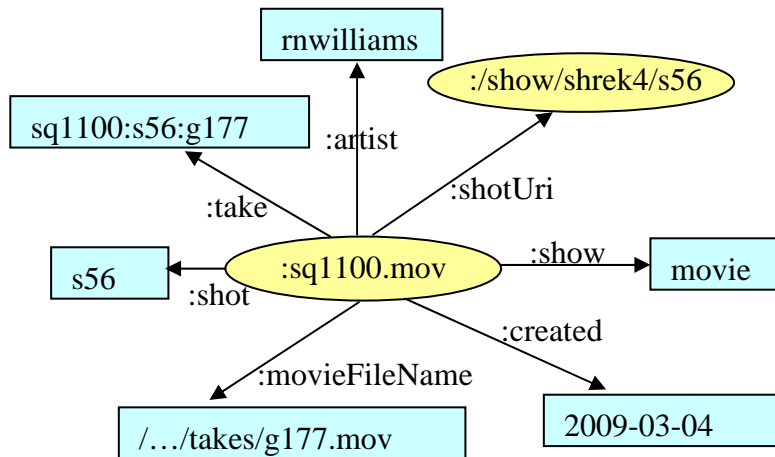 rnwilliams
:/show/shrek4/s56
sq1100:s56:g177
:artist
:shotUri
:take
s56
:sq1100.mov
:show
movie
:shot
:created
:movieFileName
/…/takes/g177.mov
2009-03-04